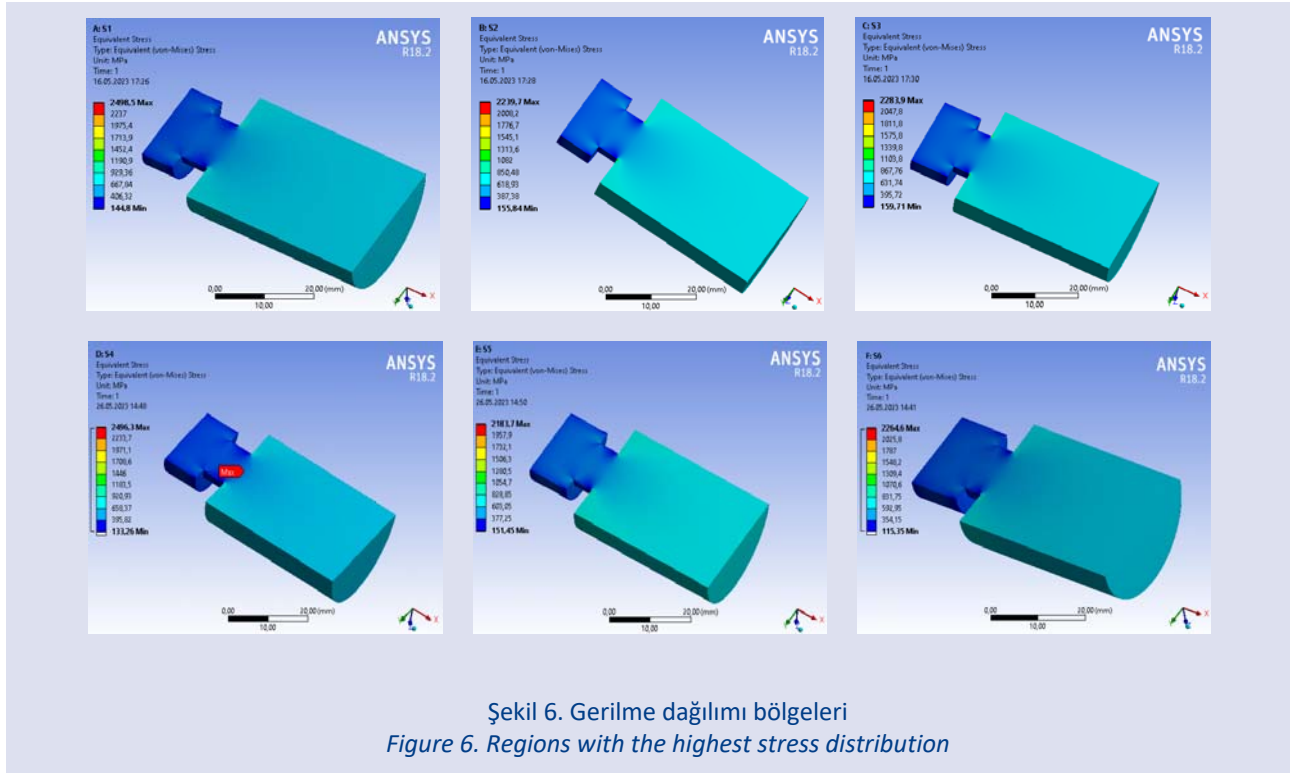 A: S1
Equivalent Stress
Type: Equivalent (von-Mises) Stress
Unit: MPa
Time: 1
16.05.2023 17:26
ANSYS
R18.2
2498,5 Max
2237
1975,4
1713,9
1452,4
1190,9
929,36
667,84
406,32
144,8 Min
0,00
20,00 (mm)
10,00
X
B: S2
Equivalent Stress
Type: Equivalent (von-Mises) Stress
Unit: MPa
Time: 1
16.05.2023 17:28
ANSYS
R18.2
2239,7 Max
2008,2
1776,7
1545,1
1313,6
1082
850,48
618,93
387,38
155,84 Min
0,00
20,00 (mm)
10,00
X
C: S3
Equivalent Stress
Type: Equivalent (von-Mises) Stress
Unit: MPa
Time: 1
16.05.2023 17:30
ANSYS
R18.2
2283,9 Max
2047,8
1811,8
1575,8
1339,8
1103,8
867,76
631,74
395,72
159,71 Min
0,00
20,00 (mm)
10,00
X
D: S4
Equivalent Stress
Type: Equivalent (von-Mises) Stress
Unit: MPa
Time: 1
26.05.2023 14:48
ANSYS
R18.2
2496,3 Max
2233,7
1971,1
1708,6
1446
1183,5
920,93
658,37
395,82
133,26 Min
Max
0,00
20,00 (mm)
10,00
X
E: S5
Equivalent Stress
Type: Equivalent (von-Mises) Stress
Unit: MPa
Time: 1
26.05.2023 14:50
ANSYS
R18.2
2183,7 Max
1957,9
1732,1
1506,3
1280,5
1054,7
828,85
603,05
377,25
151,45 Min
0,00
20,00 (mm)
10,00
X
F: S6
Equivalent Stress
Type: Equivalent (von-Mises) Stress
Unit: MPa
Time: 1
26.05.2023 14:41
ANSYS
R18.2
2264,6 Max
2025,8
1787
1548,2
1309,4
1070,6
831,75
592,95
354,15
115,35 Min
0,00
20,00 (mm)
10,00
X
Şekil 6. Gerilme dağılımı bölgeleri
Figure 6. Regions with the highest stress distribution